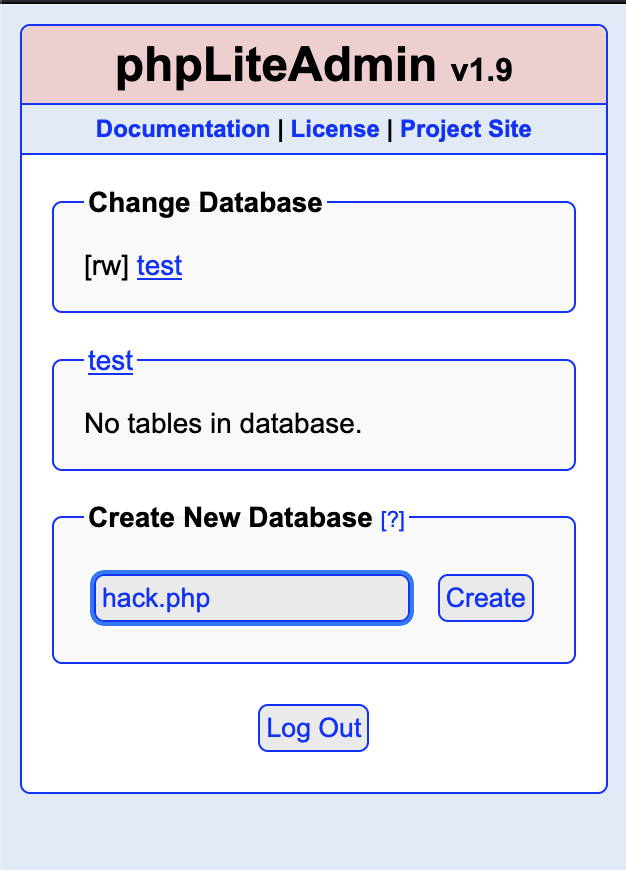 phpLiteAdmin v1.9
Documentation | License | Project Site
Change Database
[rw] test
test
No tables in database.
Create New Database [?]
hack.php Create
Log Out